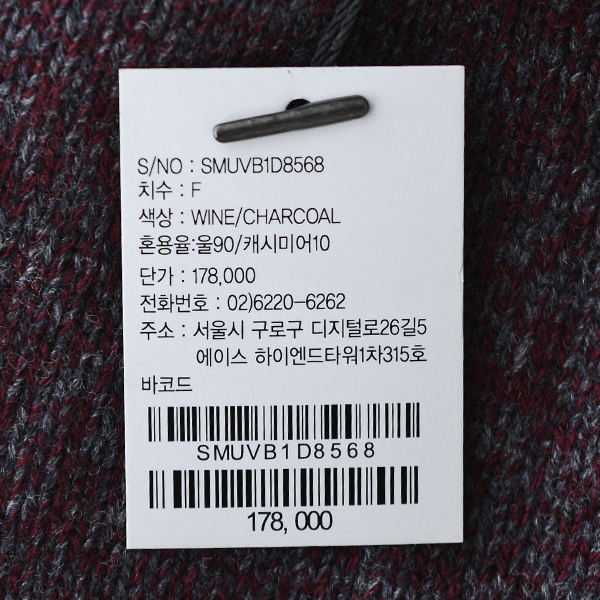 S/NO : SMUVB1D8568
치수 : F
색상 : WINE/CHARCOAL
혼용율:울90/캐시미어10
단가 : 178,000
전화번호 : 02)6220-6262
주소 : 서울시 구로구 디지털로26길5
에이스 하이엔드타워1차315호
바코드
SMUVB1D8568
178,000